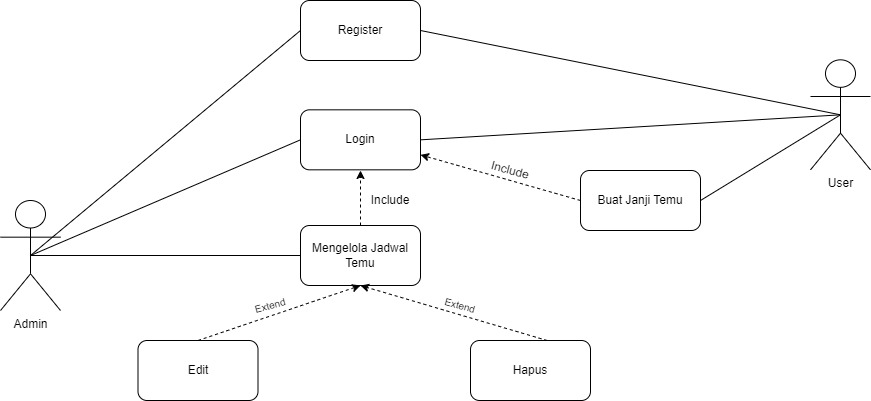 Register
Login
Include
Buat Janji Temu
User
Include
Mengelola Jadwal
Temu
Admin
Extend
Extend
Edit
Hapus